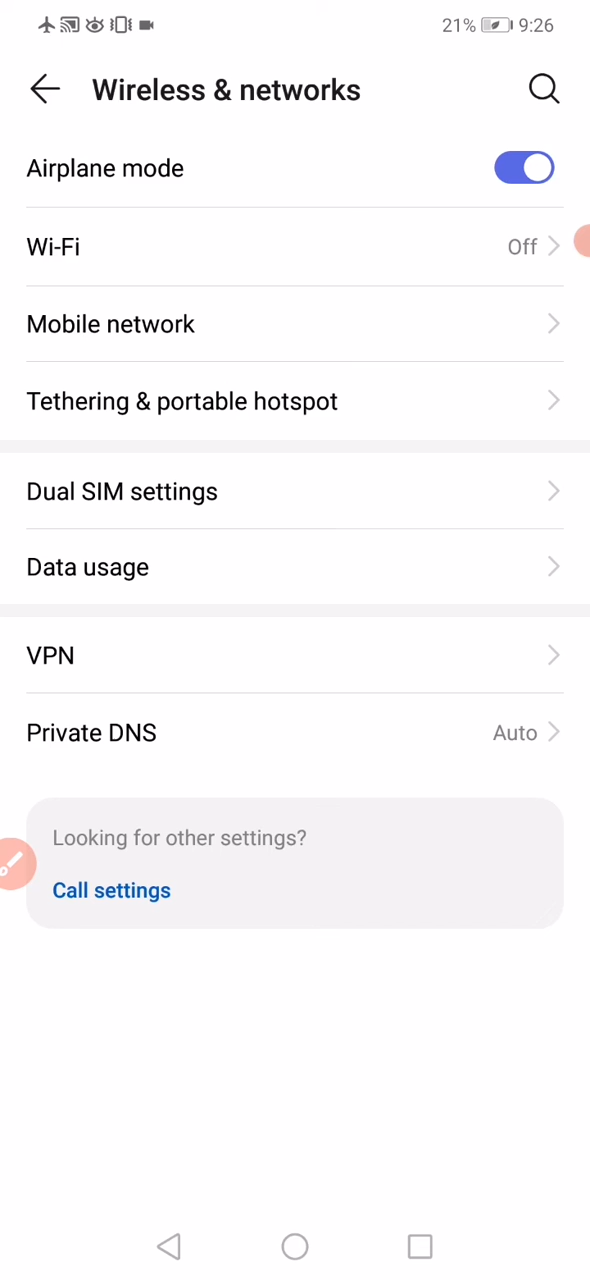 21% 9:26
Wireless & networks
Airplane mode
Wi-Fi Off
Mobile network
Tethering & portable hotspot
Dual SIM settings
Data usage
VPN
Private DNS Auto
Looking for other settings?
Call settings